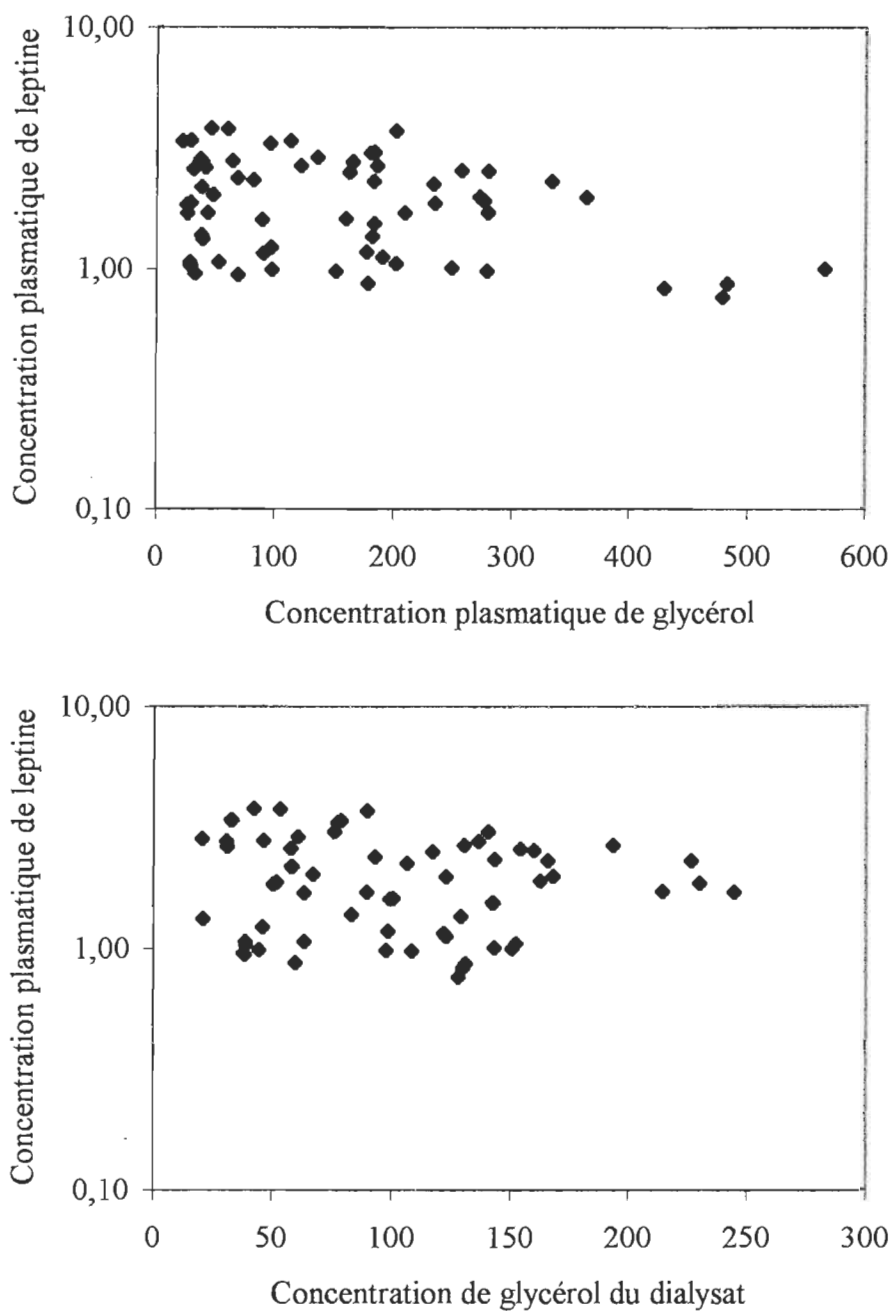 Concentration plasmatique de leptine
10,00
1,00
0,10
0 100 200 300 400 500 600
Concentration plasmatique de glycérol
Concentration plasmatique de leptine
10,00
1,00
0,10
0 50 100 150 200 250 300
Concentration de glycérol du dialysat